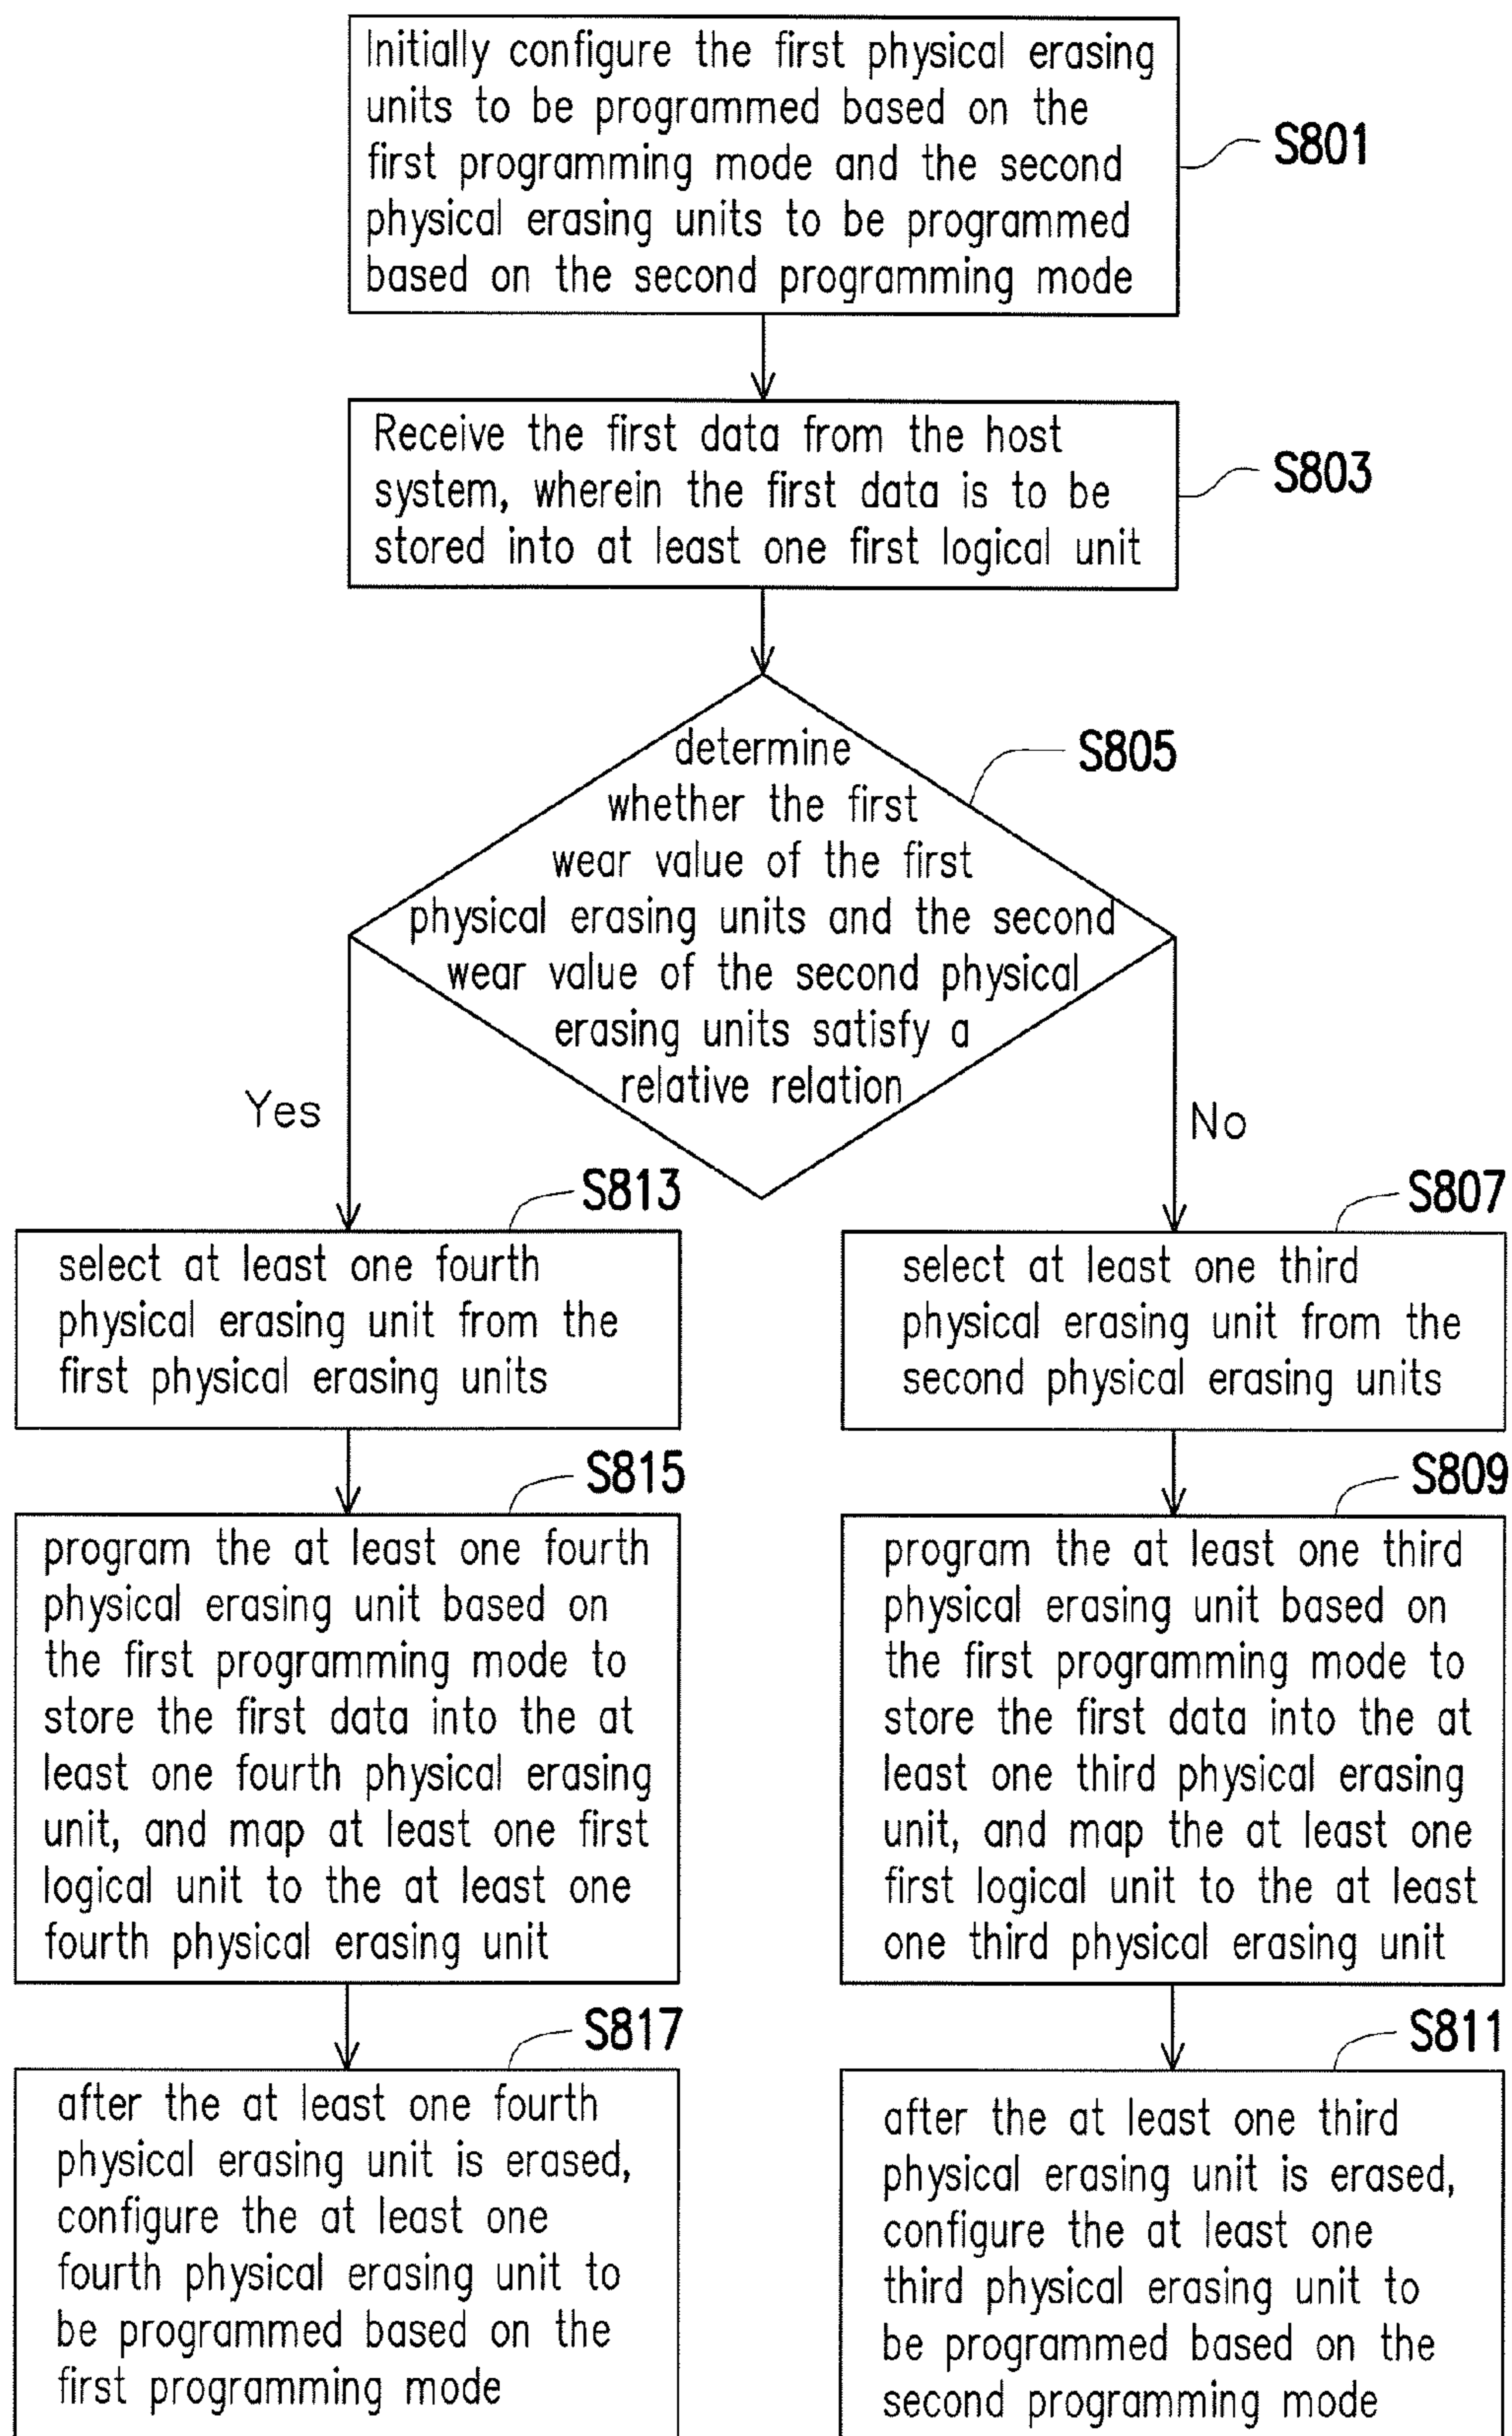 Initially configure the first physical erasing
units to be programmed based on the
first programming mode and the second
physical erasing units to be programmed
based on the second programming mode
S801
Receive the first data from the host
system, wherein the first data is to be
stored into at least one first logical unit
S803
determine
whether the first
wear value of the first
physical erasing units and the second
wear value of the second physical
erasing units satisfy a
relative relation
S805
Yes
No
S813
select at least one fourth
physical erasing unit from the
first physical erasing units
S815
program the at least one fourth
physical erasing unit based on
the first programming mode to
store the first data into the at
least one fourth physical erasing
unit, and map at least one first
logical unit to the at least one
fourth physical erasing unit
S817
after the at least one fourth
physical erasing unit is erased,
configure the at least one
fourth physical erasing unit to
be programmed based on the
first programming mode
S807
select at least one third
physical erasing unit from the
second physical erasing units
S809
program the at least one third
physical erasing unit based on
the first programming mode to
store the first data into the at
least one third physical erasing
unit, and map the at least one
first logical unit to the at least
one third physical erasing unit
S811
after the at least one third
physical erasing unit is erased,
configure the at least one
third physical erasing unit to
be programmed based on the
second programming mode